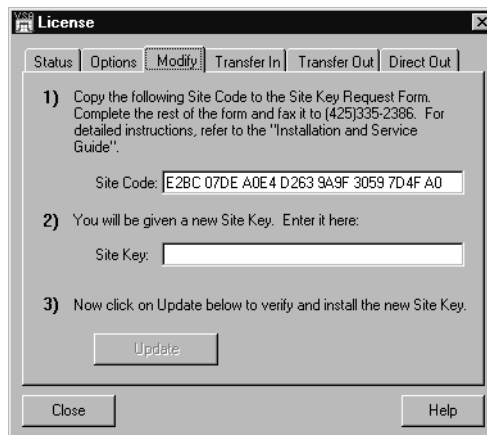 VSA License
Status Options Modify Transfer In Transfer Out Direct Out
1) Copy the following Site Code to the Site Key Request Form.
Complete the rest of the form and fax it to (425)335-2386. For
detailed instructions, refer to the "Installation and Service
Guide".
Site Code: E2BC 07DE A0E4 D263 9A9F 3059 7D4F A0
2) You will be given a new Site Key. Enter it here:
Site Key:
3) Now click on Update below to verify and install the new Site Key.
Update
Close Help